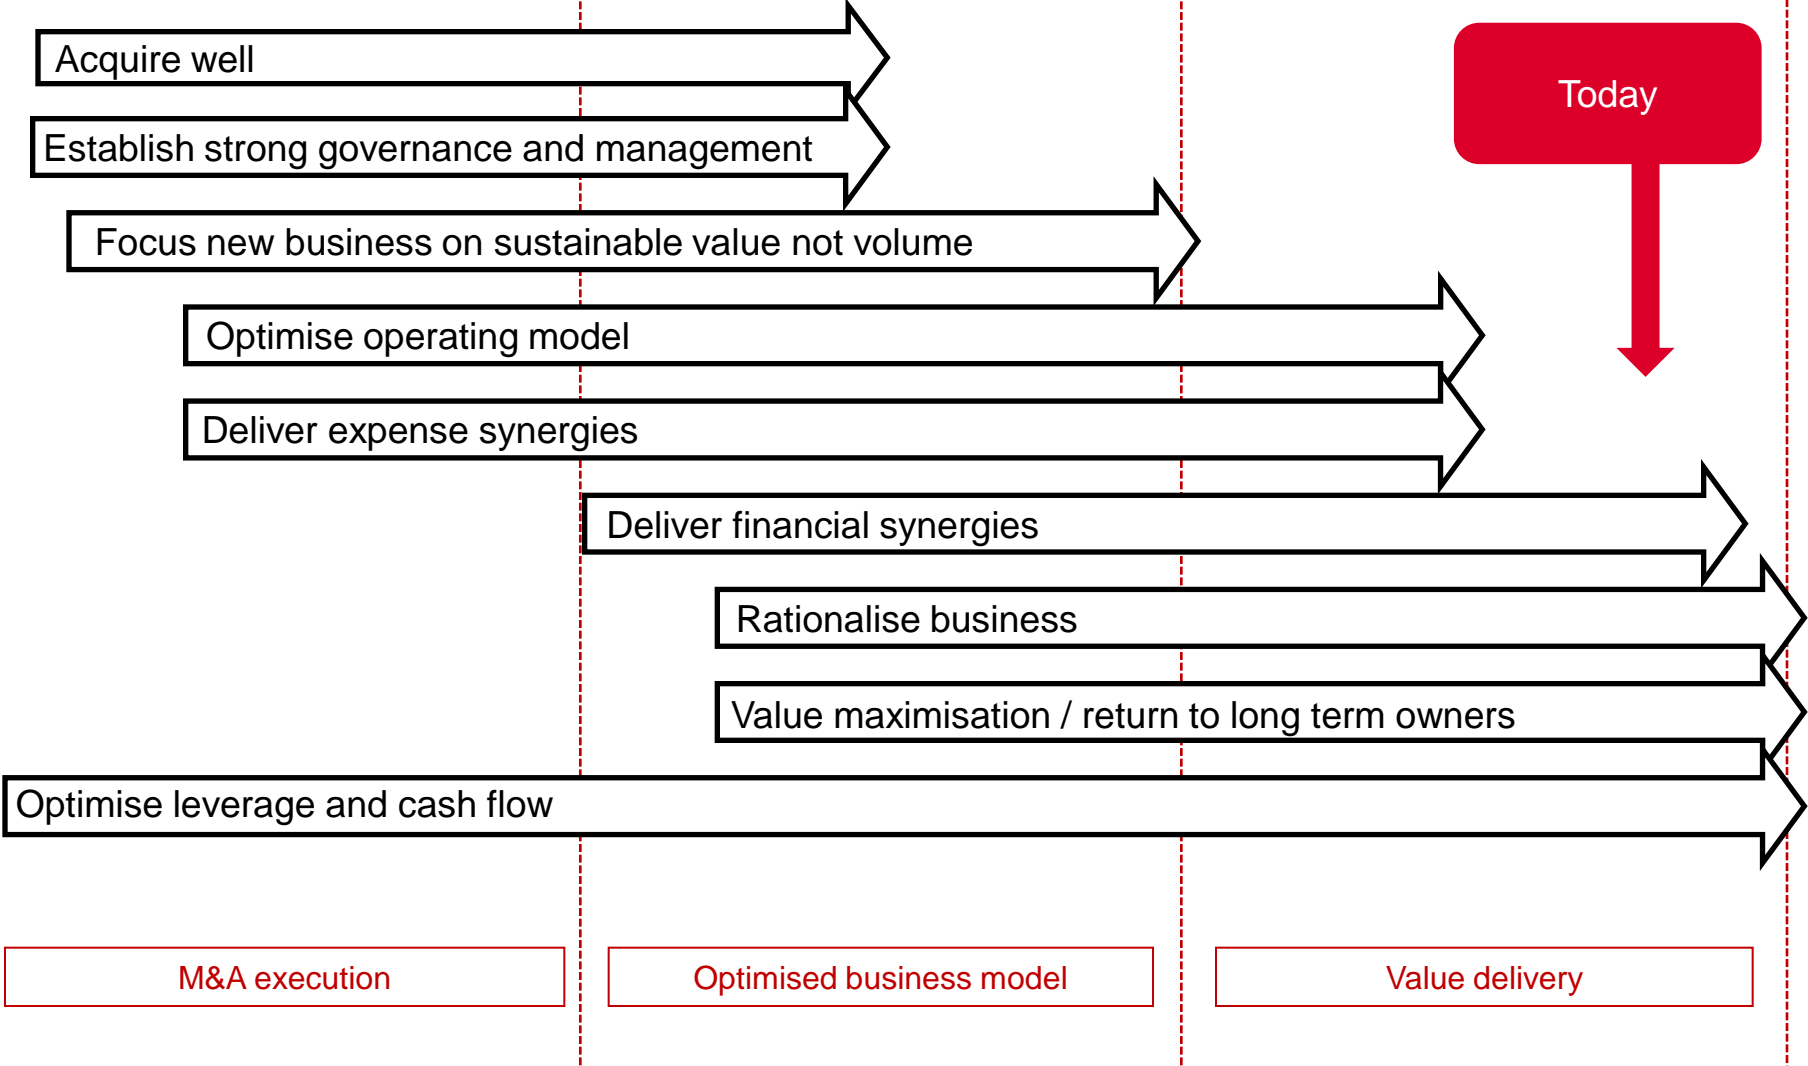 Acquire well
Today
Establish strong governance and management
Focus new business on sustainable value not volume
Optimise operating model
Deliver expense synergies
Deliver financial synergies
Rationalise business
Value maximisation / return to long term owners
Optimise leverage and cash flow
M&A execution
Optimised business model
Value delivery